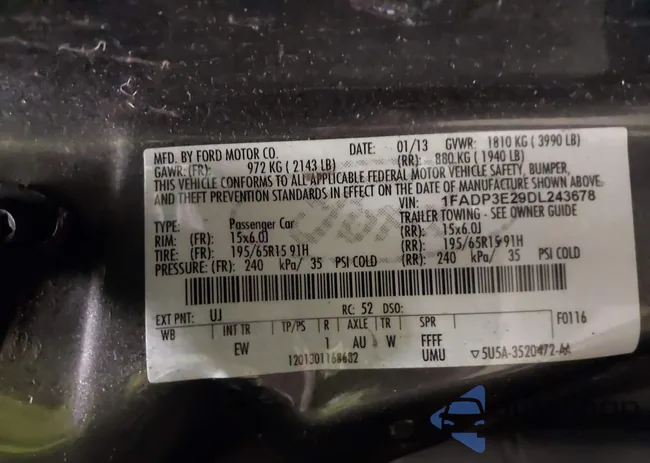 MFD. BY FORD MOTOR CO. DATE: 01/13 GVWR: 1810 KG ( 3990 LB)
GAWR: (FR): 972 KG ( 2143 LB) (RR): 880 KG ( 1940 LB)
THIS VEHICLE CONFORMS TO ALL APPLICABLE FEDERAL MOTOR VEHICLE SAFETY, BUMPER,
AND THEFT PREVENTION STANDARDS IN EFFECT ON THE DATE OF MANUFACTURE SHOWN ABOVE.
VIN: 1FADP3E29DL243678
TYPE: Passenger Car TRAILER TOWING - SEE OWNER GUIDE
RIM: (FR): 15x6.0J (RR): 15x6.0J
TIRE: (FR): 195/65R15 91H (RR): 195/65R15 91H
PRESSURE: (FR): 240 kPa/ 35 PSI COLD (RR): 240 kPa/ 35 PSI COLD
EXT PNT: UJ RC: 52 DSO: F0116
WB INT TR TP/PS R AXLE TR SPR
EW 1 AU W FFFF
1201301168682 UMU ▽5U5A-3520472-AA